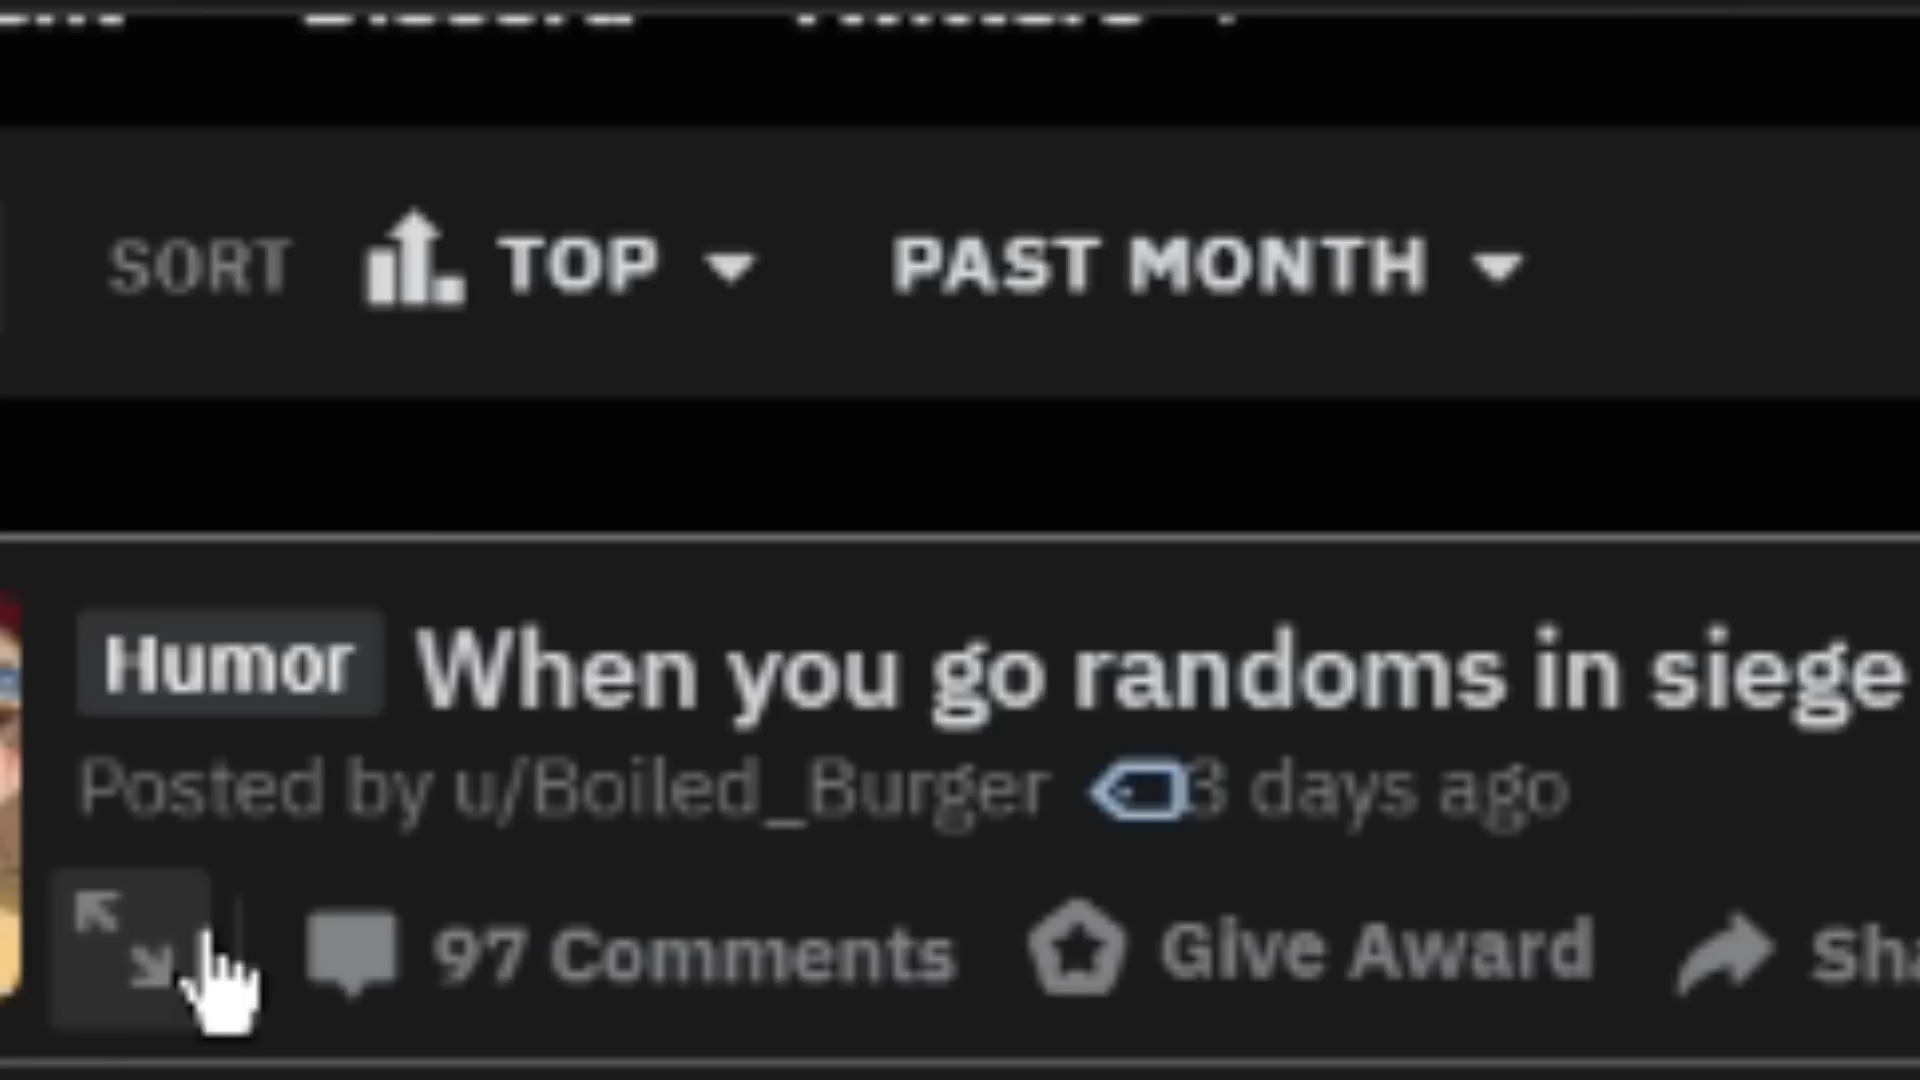 SORT TOP PAST MONTH
Humor When you go randoms in siege
Posted by u/Boiled_Burger 3 days ago
97 Comments Give Award